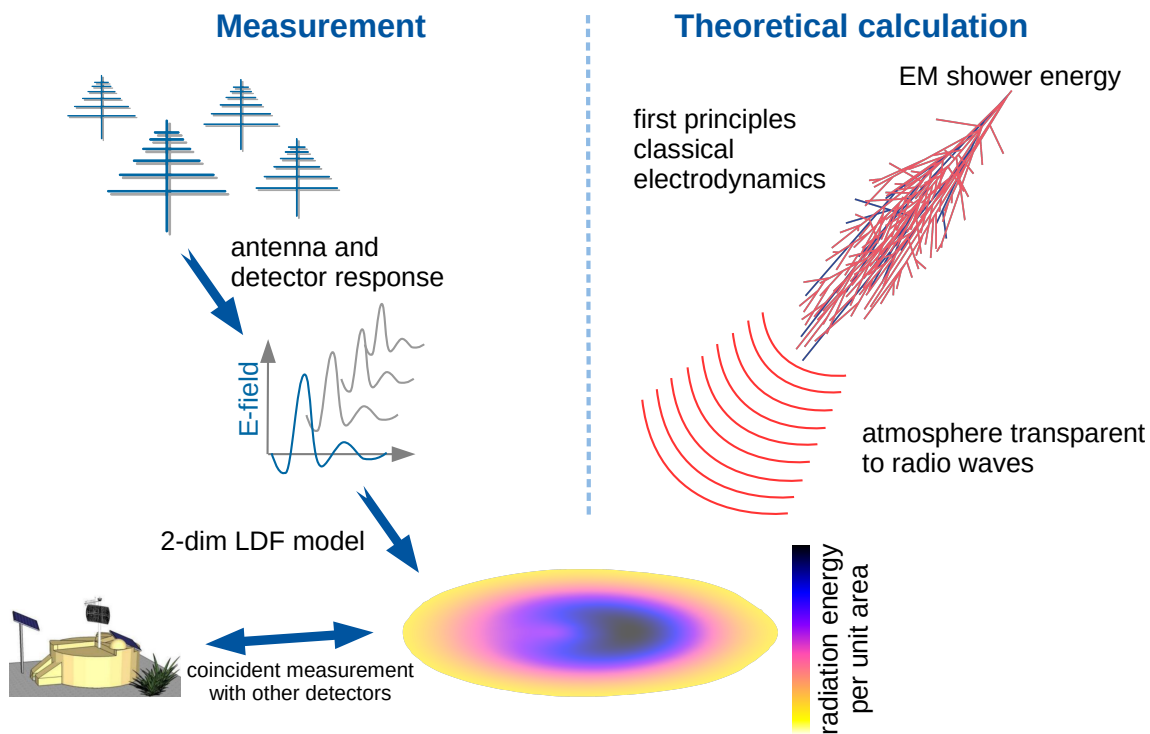 Measurement
Theoretical calculation
EM shower energy
first principles
classical
electrodynamics
antenna and
detector response
E-field
atmosphere transparent
to radio waves
2-dim LDF model
coincident measurement
with other detectors
radiation energy
per unit area